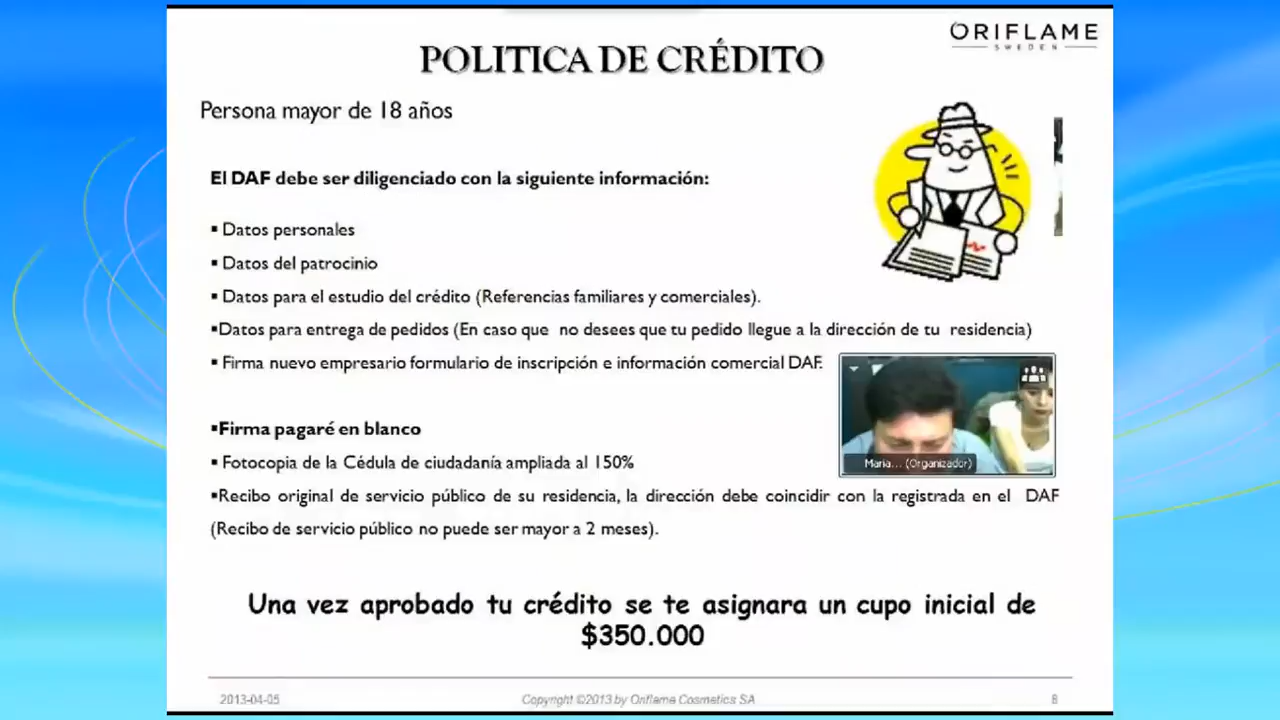 ORIFLAME
SWEDEN
POLITICA DE CRÉDITO
Persona mayor de 18 años
El DAF debe ser diligenciado con la siguiente información:
▪ Datos personales
▪ Datos del patrocinio
▪ Datos para el estudio del crédito (Referencias familiares y comerciales).
▪Datos para entrega de pedidos (En caso que no desees que tu pedido llegue a la dirección de tu residencia)
▪ Firma nuevo empresario formulario de inscripción e información comercial DAF.
▪Firma pagaré en blanco
Maria... (Organizador)
▪ Fotocopia de la Cédula de ciudadanía ampliada al 150%
▪Recibo original de servicio público de su residencia, la dirección debe coincidir con la registrada en el DAF
(Recibo de servicio público no puede ser mayor a 2 meses).
Una vez aprobado tu crédito se te asignara un cupo inicial de
$350.000
2013-04-05
Copyright ©2013 by Oriflame Cosmetics SA
8